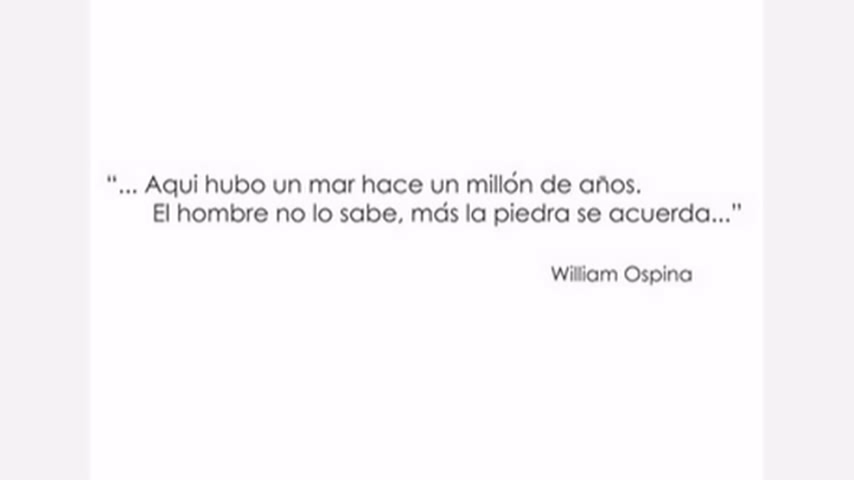 "... Aqui hubo un mar hace un millón de años.
El hombre no lo sabe, más la piedra se acuerda..."
William Ospina